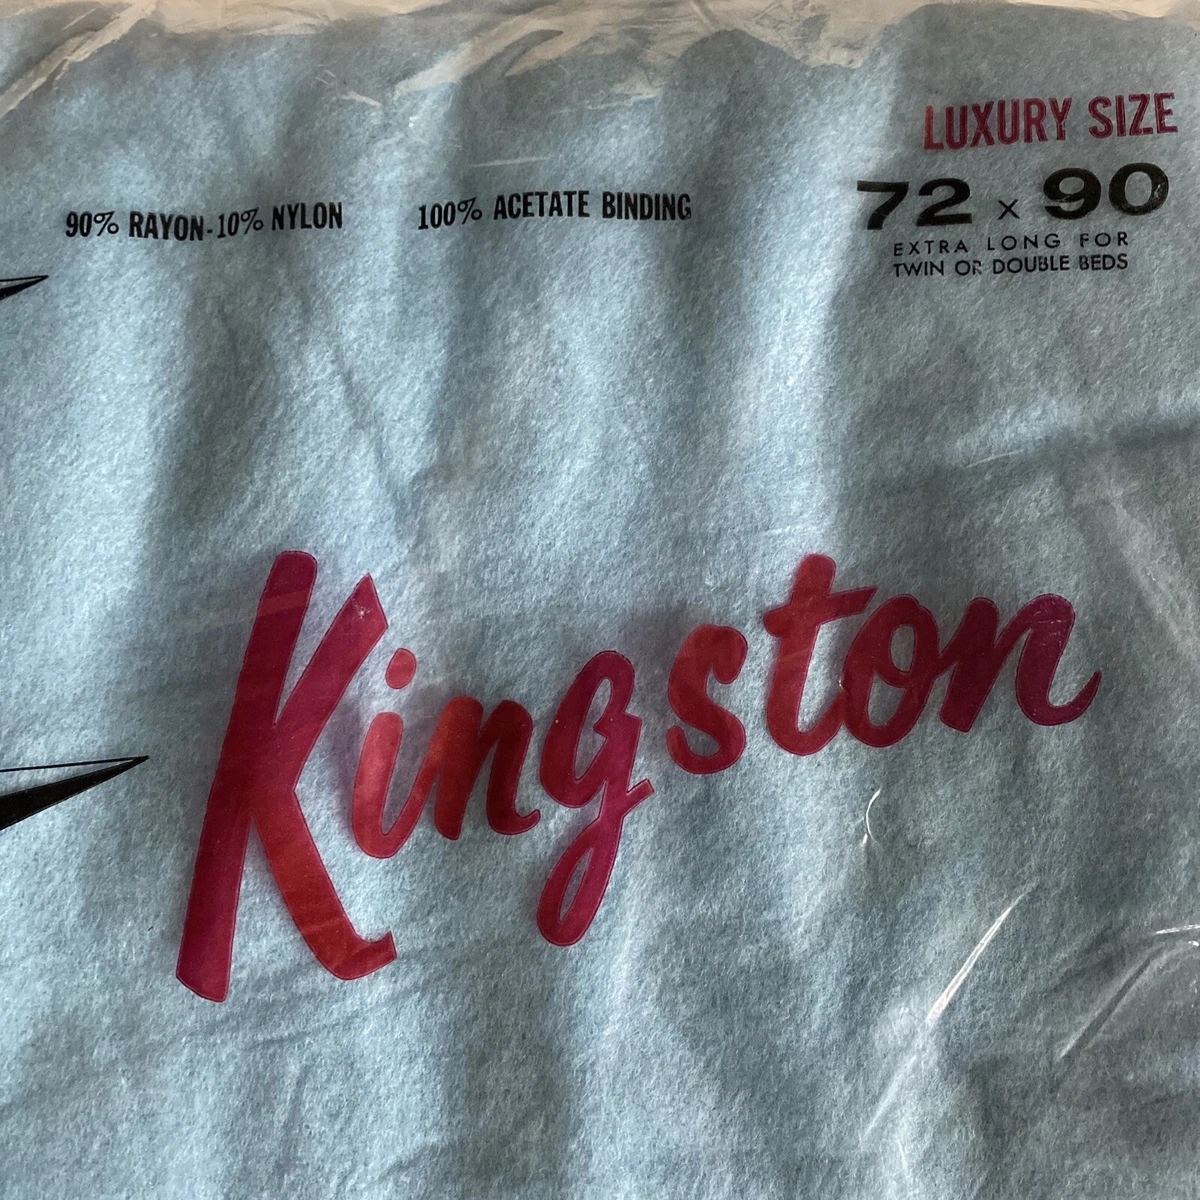 LUXURY SIZE
90% RAYON-10% NYLON 100% ACETATE BINDING
72 x 90
EXTRA LONG FOR
TWIN OR DOUBLE BEDS
Kingston